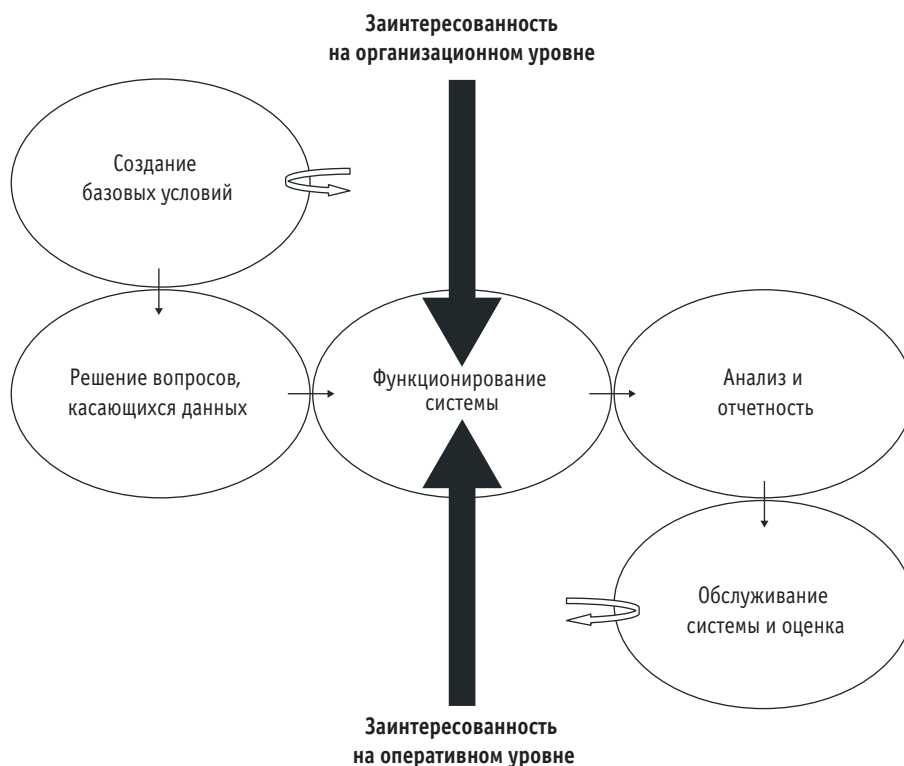 Заинтересованность
на организационном уровне
Создание
базовых условий
Решение вопросов,
касающихся данных
Функционирование
системы
Анализ и
отчетность
Обслуживание
системы и оценка
Заинтересованность
на оперативном уровне